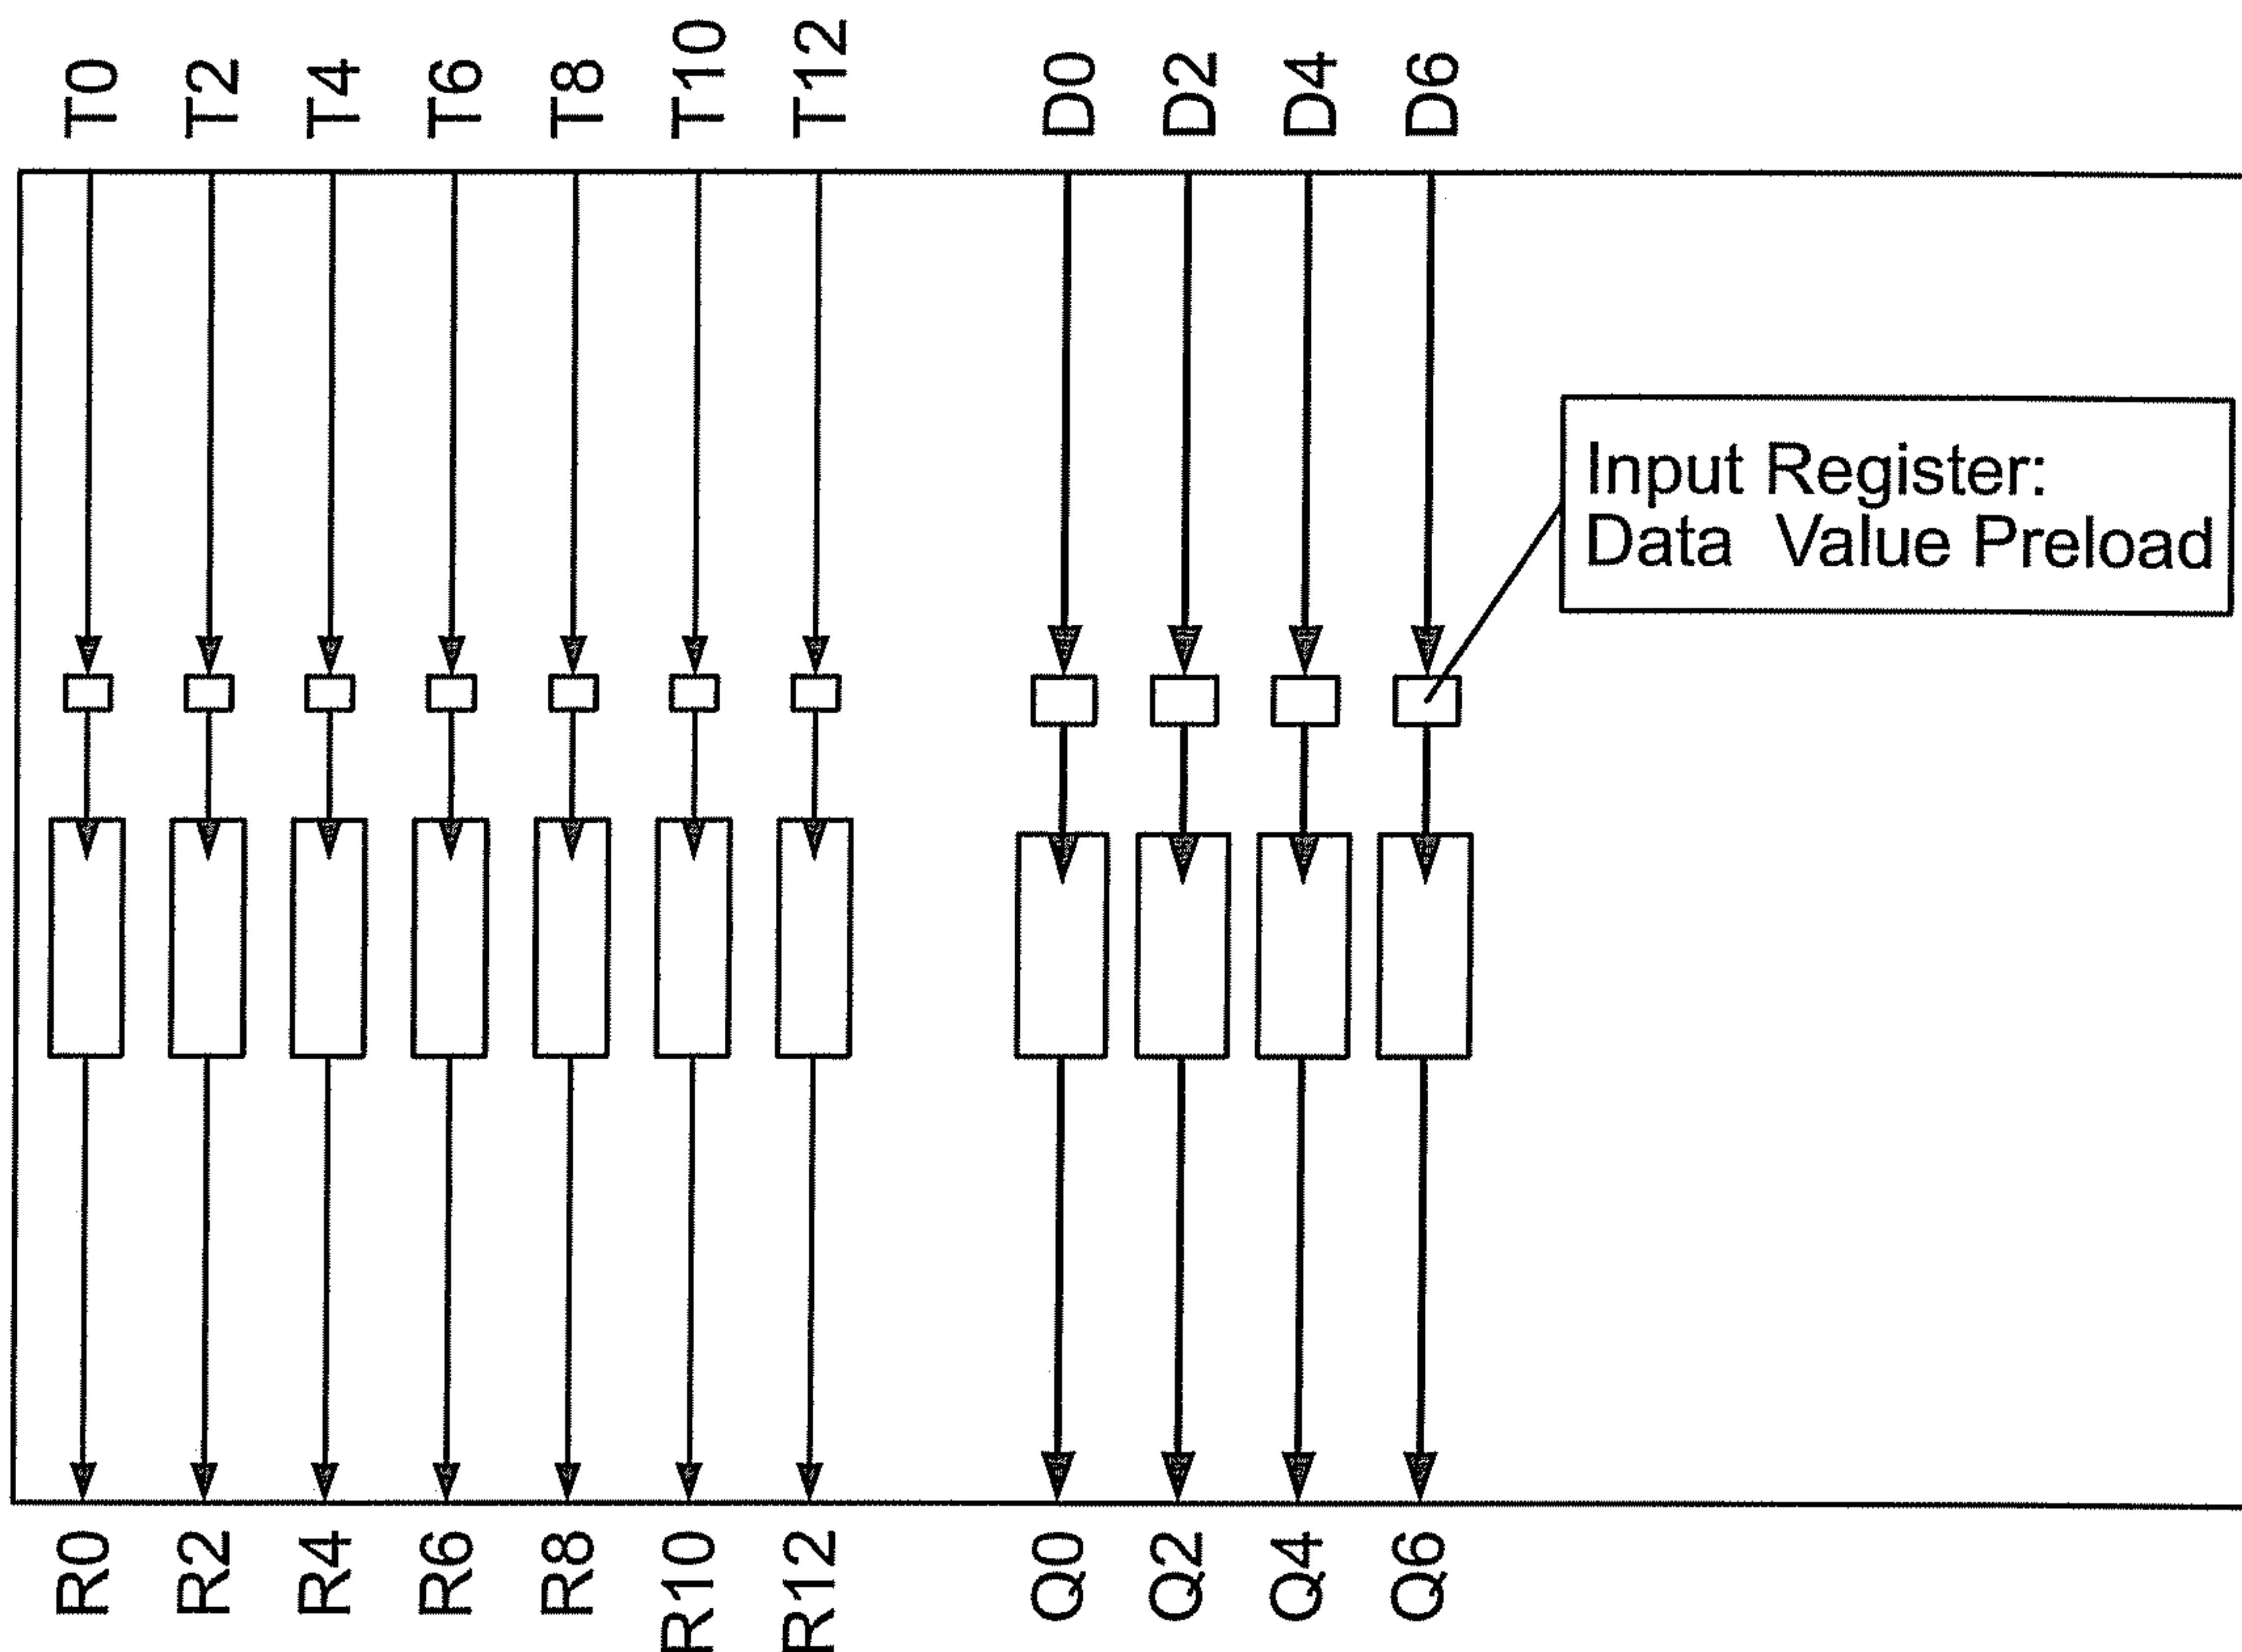 T0
T2
T4
T6
T8
T10
T12
D0
D2
D4
D6
Input Register:
Data Value Preload
R0
R2
R4
R6
R8
R10
R12
Q0
Q2
Q4
Q6